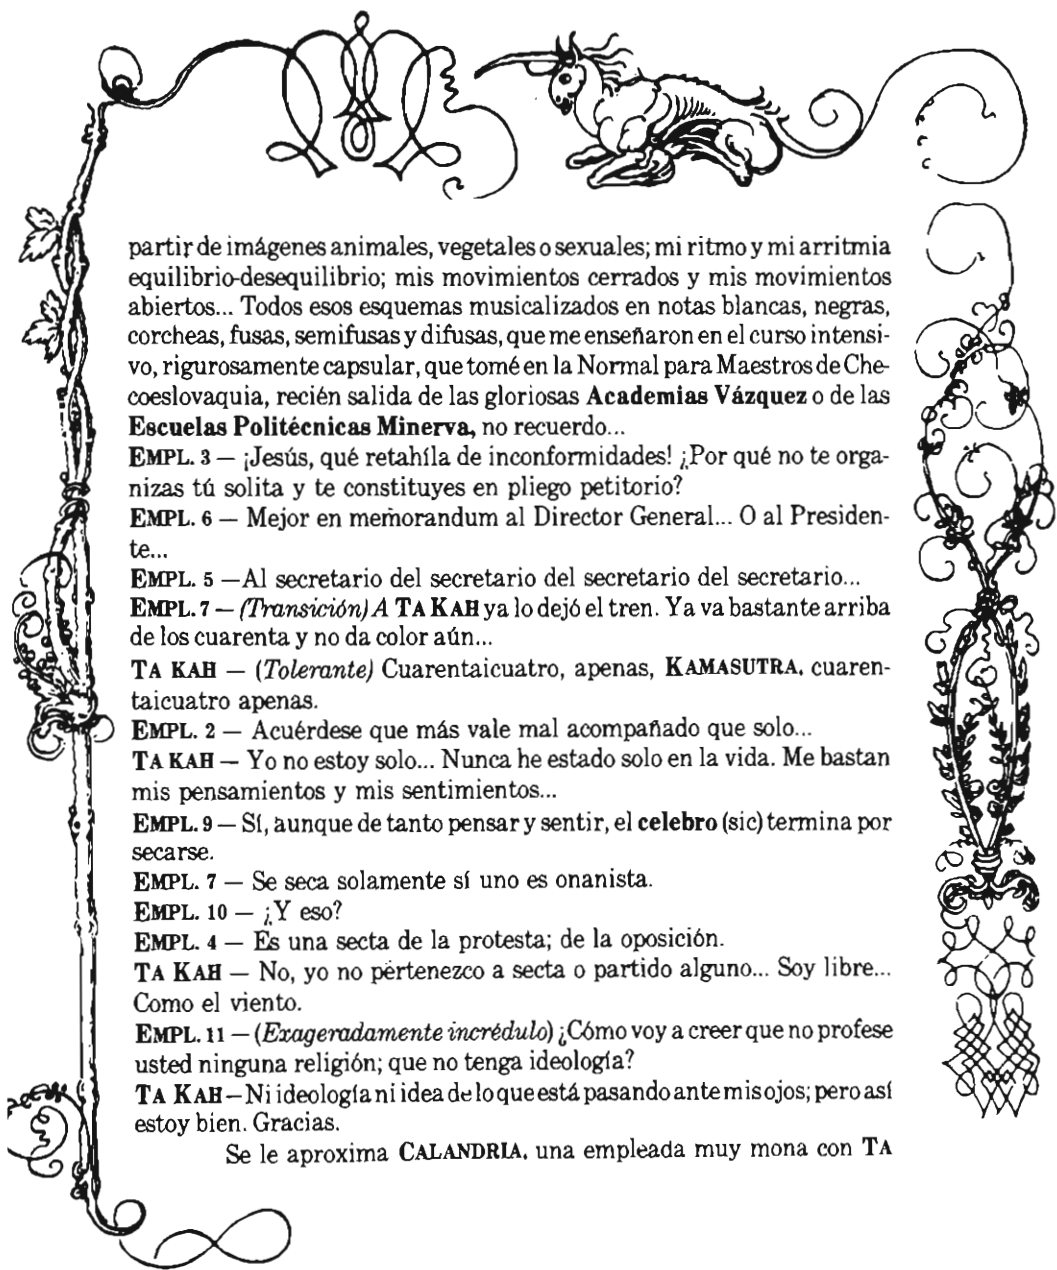 partir de imágenes animales, vegetales o sexuales; mi ritmo y mi arritmia
equilibrio-desequilibrio; mis movimientos cerrados y mis movimientos
abiertos... Todos esos esquemas musicalizados en notas blancas, negras,
corcheas, fusas, semifusas y difusas, que me enseñaron en el curso intensi-
vo, rigurosamente capsular, que tomé en la Normal para Maestros de Che-
coeslovaquia, recién salida de las gloriosas Academias Vázquez o de las
Escuelas Politécnicas Minerva, no recuerdo...
EMPL. 3 — ¡Jesús, qué retahíla de inconformidades! ¿Por qué no te orga-
nizas tú solita y te constituyes en pliego petitorio?
EMPL. 6 — Mejor en memorandum al Director General... O al Presiden-
te...
EMPL. 5 —Al secretario del secretario del secretario del secretario...
EMPL. 7 — (Transición) A TA KAH ya lo dejó el tren. Ya va bastante arriba
de los cuarenta y no da color aún...
TA KAH — (Tolerante) Cuarentaicuatro, apenas, KAMASUTRA, cuaren-
taicuatro apenas.
EMPL. 2 — Acuérdese que más vale mal acompañado que solo...
TA KAH — Yo no estoy solo... Nunca he estado solo en la vida. Me bastan
mis pensamientos y mis sentimientos...
EMPL. 9 — Sí, aunque de tanto pensar y sentir, el celebro (sic) termina por
secarse.
EMPL. 7 — Se seca solamente sí uno es onanista.
EMPL. 10 — ¿Y eso?
EMPL. 4 — Es una secta de la protesta; de la oposición.
TA KAH — No, yo no pertenezco a secta o partido alguno... Soy libre...
Como el viento.
EMPL. 11 — (Exageradamente incrédulo) ¿Cómo voy a creer que no profese
usted ninguna religión; que no tenga ideología?
TA KAH — Ni ideología ni idea de lo que está pasando ante mis ojos; pero así
estoy bien. Gracias.
Se le aproxima CALANDRIA, una empleada muy mona con TA